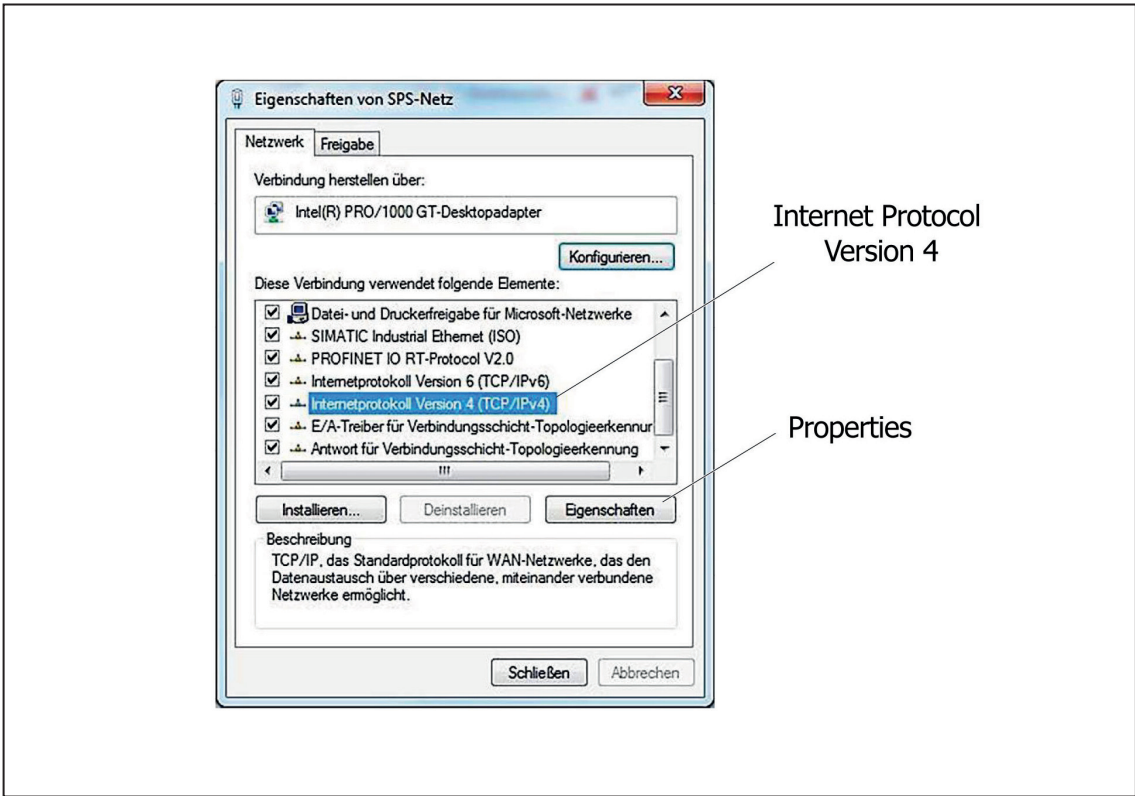 Eigenschaften von SPS-Netz
Netzwerk
Freigabe
Verbindung herstellen über:
Intel(R) PRO/1000 GT-Desktopadapter
Konfigurieren...
Diese Verbindung verwendet folgende Elemente:
Datei- und Druckerfreigabe für Microsoft-Netzwerke
SIMATIC Industrial Ethernet (ISO)
PROFINET IO RT-Protocol V2.0
Internetprotokoll Version 6 (TCP/IPv6)
Internetprotokoll Version 4 (TCP/IPv4)
E/A-Treiber für Verbindungsschicht-Topologieerkennur
Antwort für Verbindungsschicht-Topologieerkennung
Installieren...
Deinstallieren
Eigenschaften
Beschreibung
TCP/IP, das Standardprotokoll für WAN-Netzwerke, das den
Datenaustausch über verschiedene, miteinander verbundene
Netzwerke ermöglicht.
Schließen
Abbrechen
Internet Protocol
Version 4
Properties